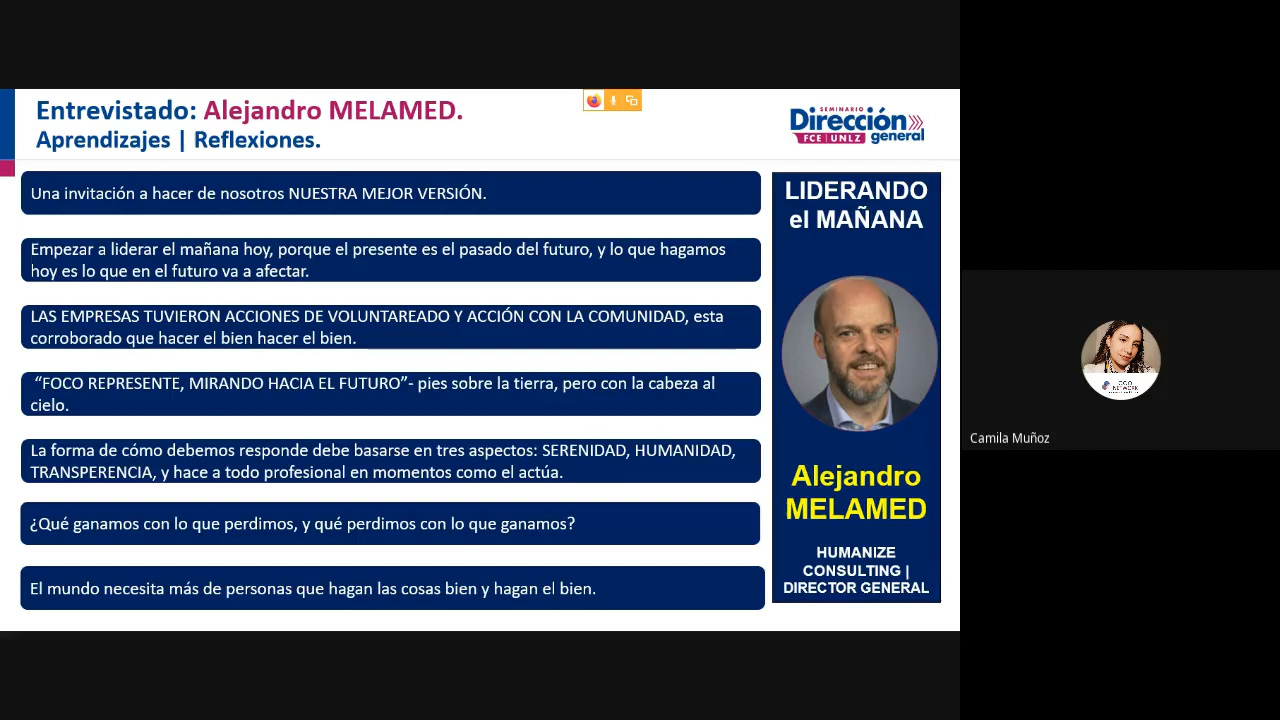 Entrevistado: Alejandro MELAMED.
Aprendizajes | Reflexiones.
SEMINARIO
Dirección
FCE | UNLZ general
Una invitación a hacer de nosotros NUESTRA MEJOR VERSIÓN.
Empezar a liderar el mañana hoy, porque el presente es el pasado del futuro, y lo que hagamos
hoy es lo que en el futuro va a afectar.
LAS EMPRESAS TUVIERON ACCIONES DE VOLUNTAREADO Y ACCIÓN CON LA COMUNIDAD, esta
corroborado que hacer el bien hacer el bien.
“FOCO REPRESENTE, MIRANDO HACIA EL FUTURO”- pies sobre la tierra, pero con la cabeza al
cielo.
La forma de cómo debemos responde debe basarse en tres aspectos: SERENIDAD, HUMANIDAD,
TRANSPERENCIA, y hace a todo profesional en momentos como el actúa.
¿Qué ganamos con lo que perdimos, y qué perdimos con lo que ganamos?
El mundo necesita más de personas que hagan las cosas bien y hagan el bien.
LIDERANDO
el MAÑANA
Alejandro
MELAMED
HUMANIZE
CONSULTING |
DIRECTOR GENERAL
NETWORK
Camila Muñoz